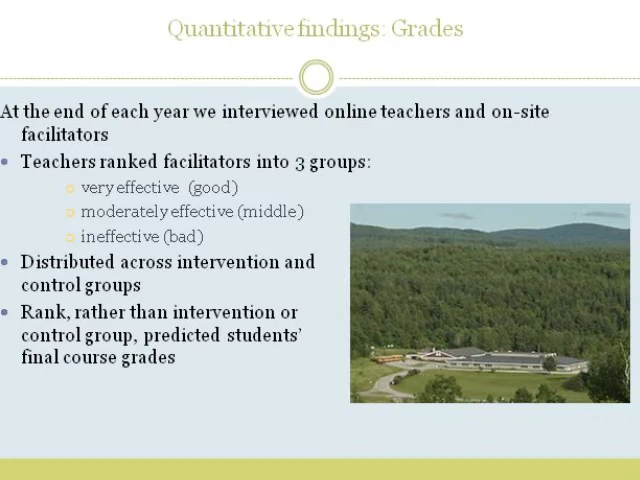 Quantitative findings: Grades
At the end of each year we interviewed online teachers and on-site
facilitators
Teachers ranked facilitators into 3 groups:
very effective (good)
moderately effective (middle)
ineffective (bad)
Distributed across intervention and
control groups
Rank, rather than intervention or
control group, predicted students'
final course grades